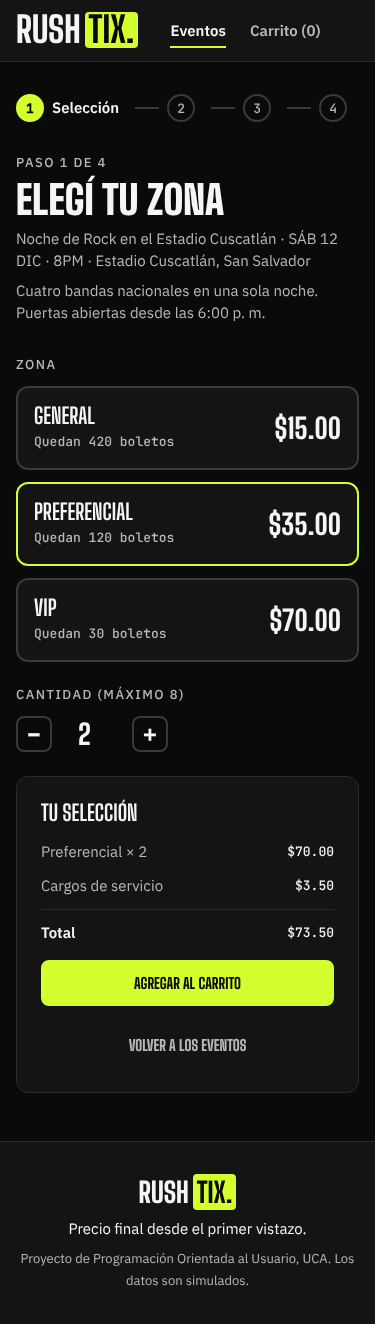 RUSH TIX.
Eventos
Carrito (0)
1 Selección 2 3 4
PASO 1 DE 4
ELEGÍ TU ZONA
Noche de Rock en el Estadio Cuscatlán · SÁB 12
DIC · 8PM · Estadio Cuscatlán, San Salvador
Cuatro bandas nacionales en una sola noche.
Puertas abiertas desde las 6:00 p. m.
ZONA
GENERAL
Quedan 420 boletos
$15.00
PREFERENCIAL
Quedan 120 boletos
$35.00
VIP
Quedan 30 boletos
$70.00
CANTIDAD (MÁXIMO 8)
− 2 +
TU SELECCIÓN
Preferencial × 2 $70.00
Cargos de servicio $3.50
Total $73.50
AGREGAR AL CARRITO
VOLVER A LOS EVENTOS
RUSH TIX.
Precio final desde el primer vistazo.
Proyecto de Programación Orientada al Usuario, UCA. Los
datos son simulados.